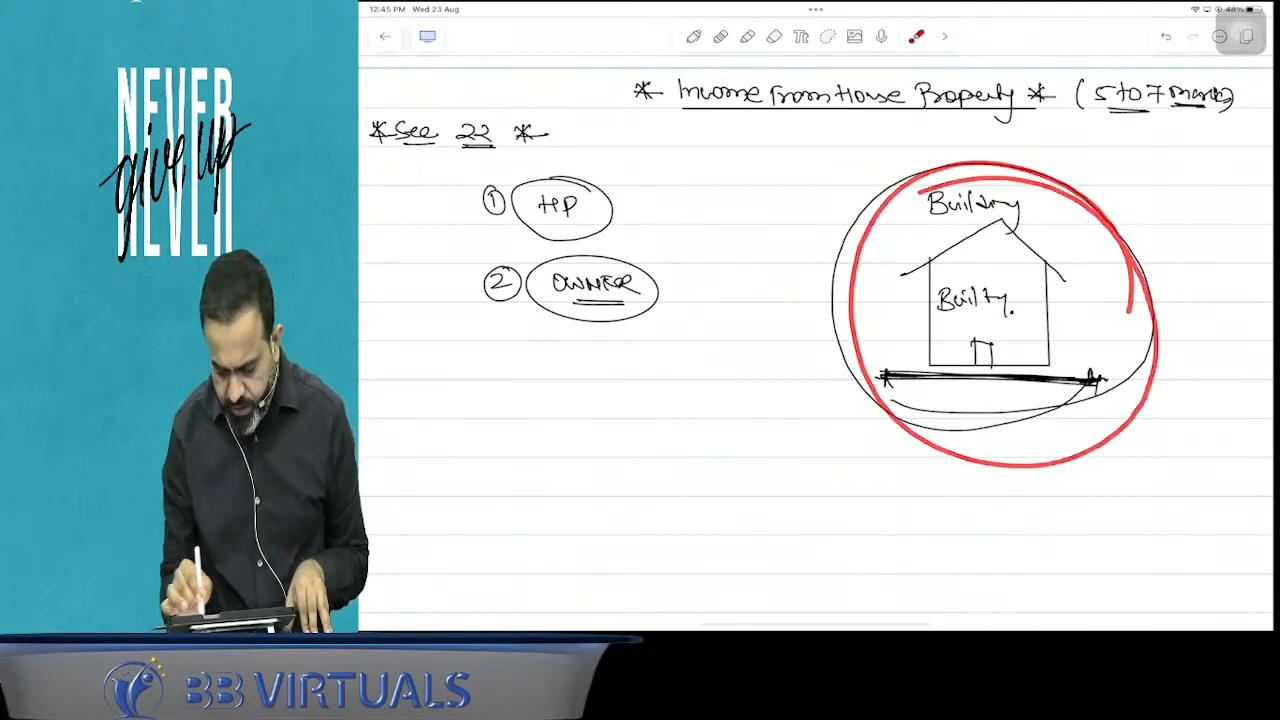 12:45 PM Wed 23 Aug
48%
NEVER
give up
NEVER
* Income from House Property * (5 to 7 marks)
* Sec 22 *
① HP
Building
② OWNER
Building.
BB VIRTUALS